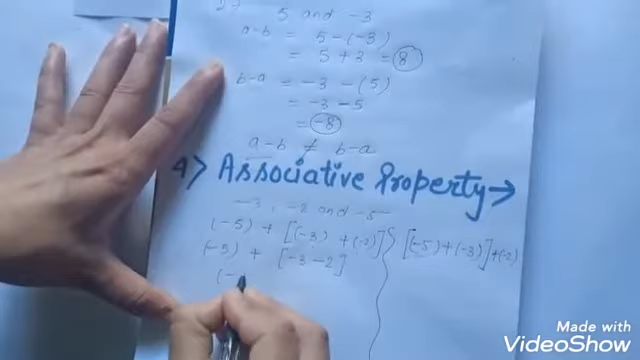 5 and -3
a-b = 5-(-3)
= 5+3 = 8
b-a = -3-(5)
= -3-5
= -8
a-b ≠ b-a
4> Associative Property→
-3, -2 and -5
(-5) + [(-3) +(-2)] [(-5)+(-3)]+(-2)
(-5) + [-3-2]
(-
Made with
VideoShow